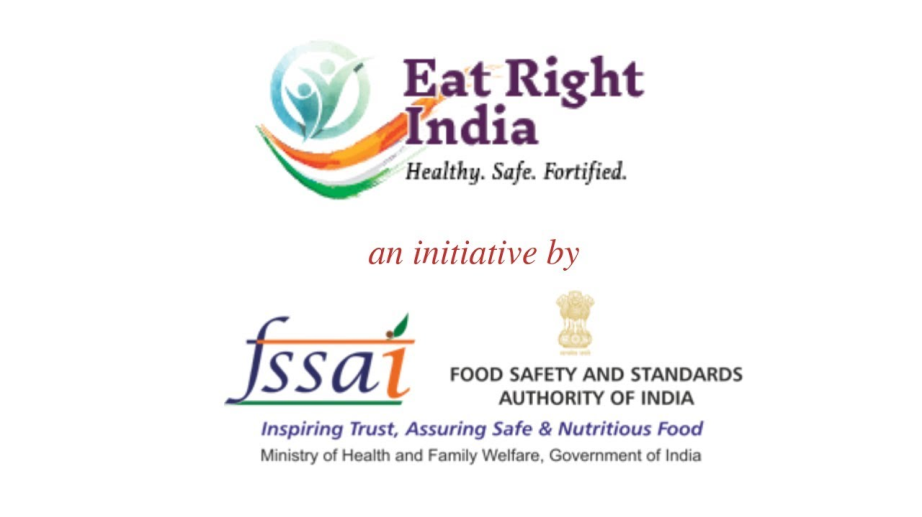 Eat Right
India
Healthy. Safe. Fortified.
an initiative by
fssai
FOOD SAFETY AND STANDARDS
AUTHORITY OF INDIA
Inspiring Trust, Assuring Safe & Nutritious Food
Ministry of Health and Family Welfare, Government of India